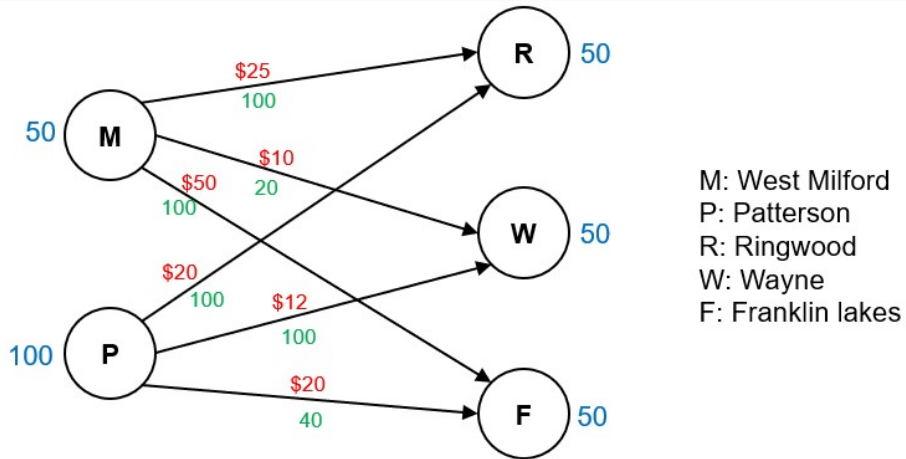 R
50
$25
100
M
50
$10
20
$50
100
W
50
$20
100
$12
100
P
100
$20
40
F
50
M: West Milford
P: Patterson
R: Ringwood
W: Wayne
F: Franklin lakes